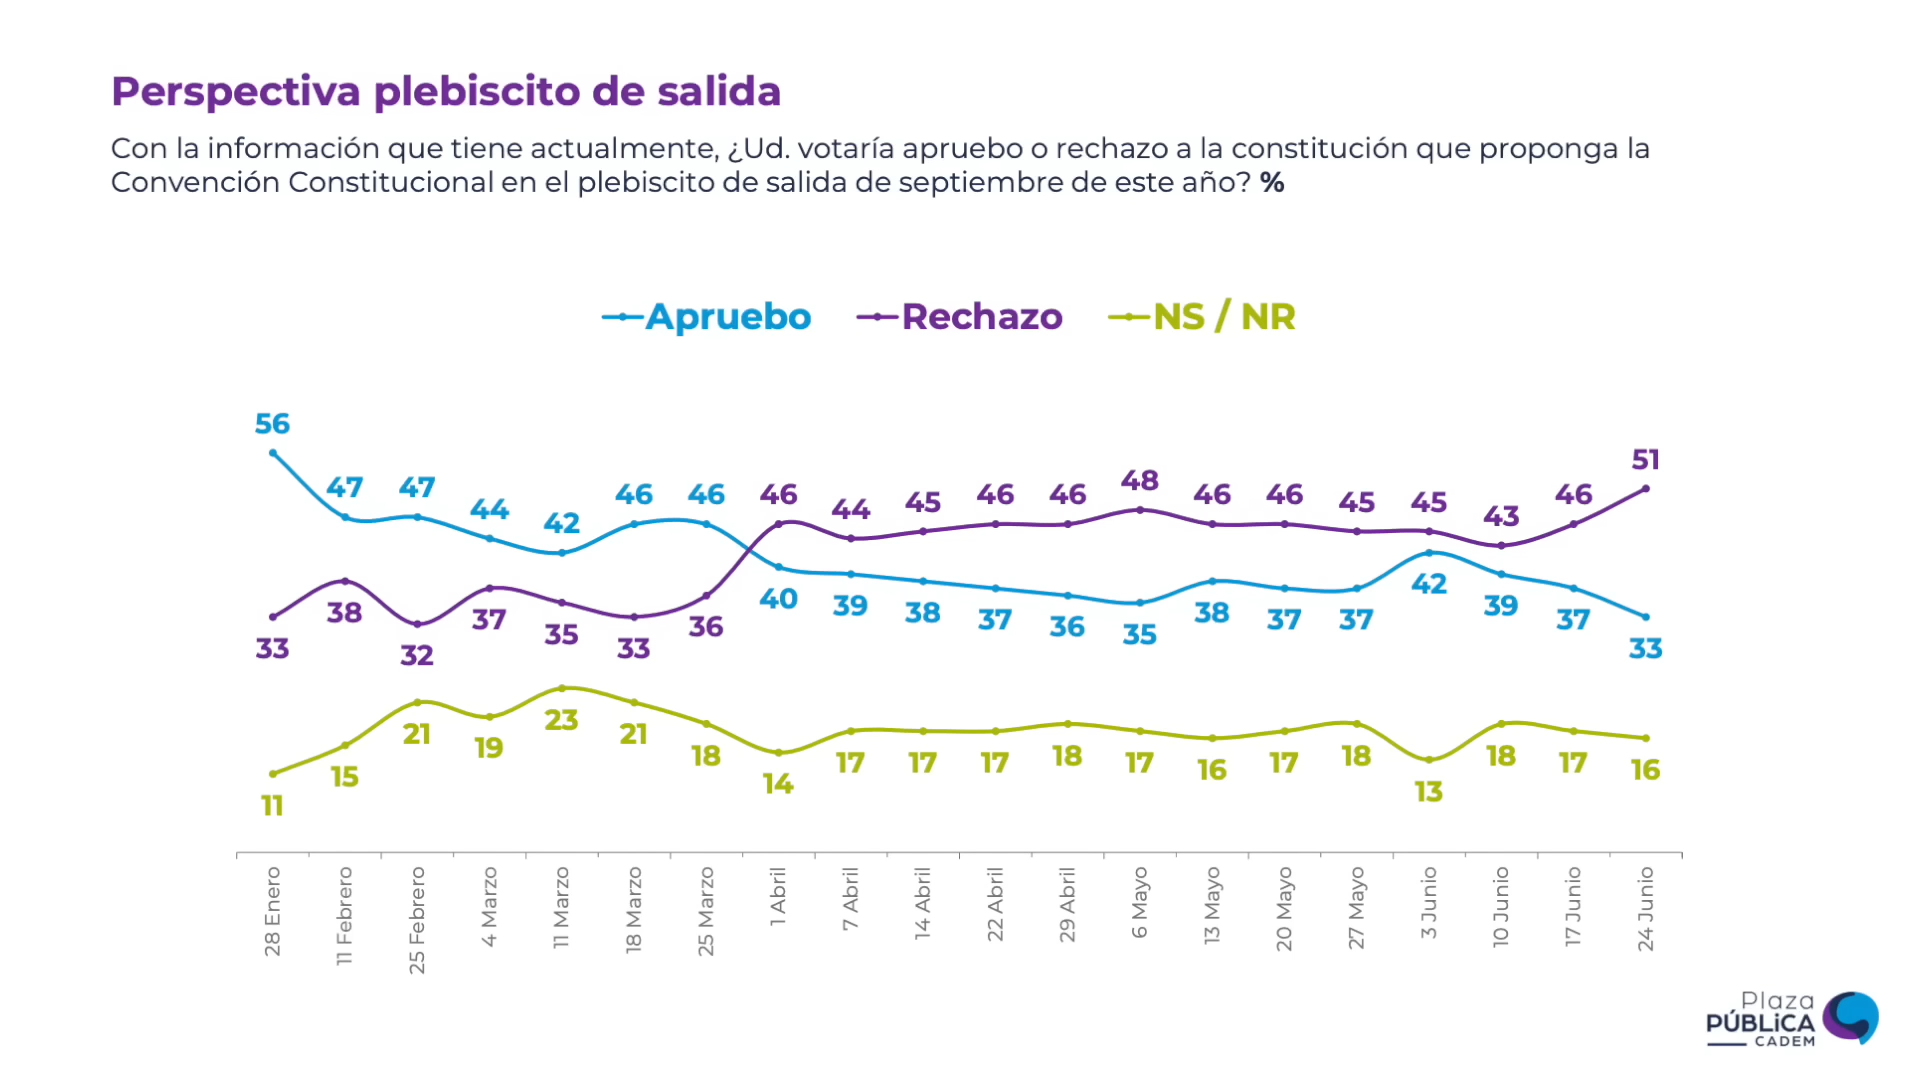 Perspectiva plebiscito de salida
Con la información que tiene actualmente, ¿Ud. votaría apruebo o rechazo a la constitución que proponga la
Convención Constitucional en el plebiscito de salida de septiembre de este año? %
Apruebo Rechazo NS / NR
56 47 47 44 42 46 46 46 44 45 46 46 48 46 46 45 45 43 46 51
33 38 32 37 35 33 36 40 39 38 37 36 35 38 37 37 42 39 37 33
11 15 21 19 23 21 18 14 17 17 17 18 17 16 17 18 13 18 17 16
28 Enero
11 Febrero
25 Febrero
4 Marzo
11 Marzo
18 Marzo
25 Marzo
1 Abril
7 Abril
14 Abril
22 Abril
29 Abril
6 Mayo
13 Mayo
20 Mayo
27 Mayo
3 Junio
10 Junio
17 Junio
24 Junio
Plaza
PÚBLiCA
CADEM